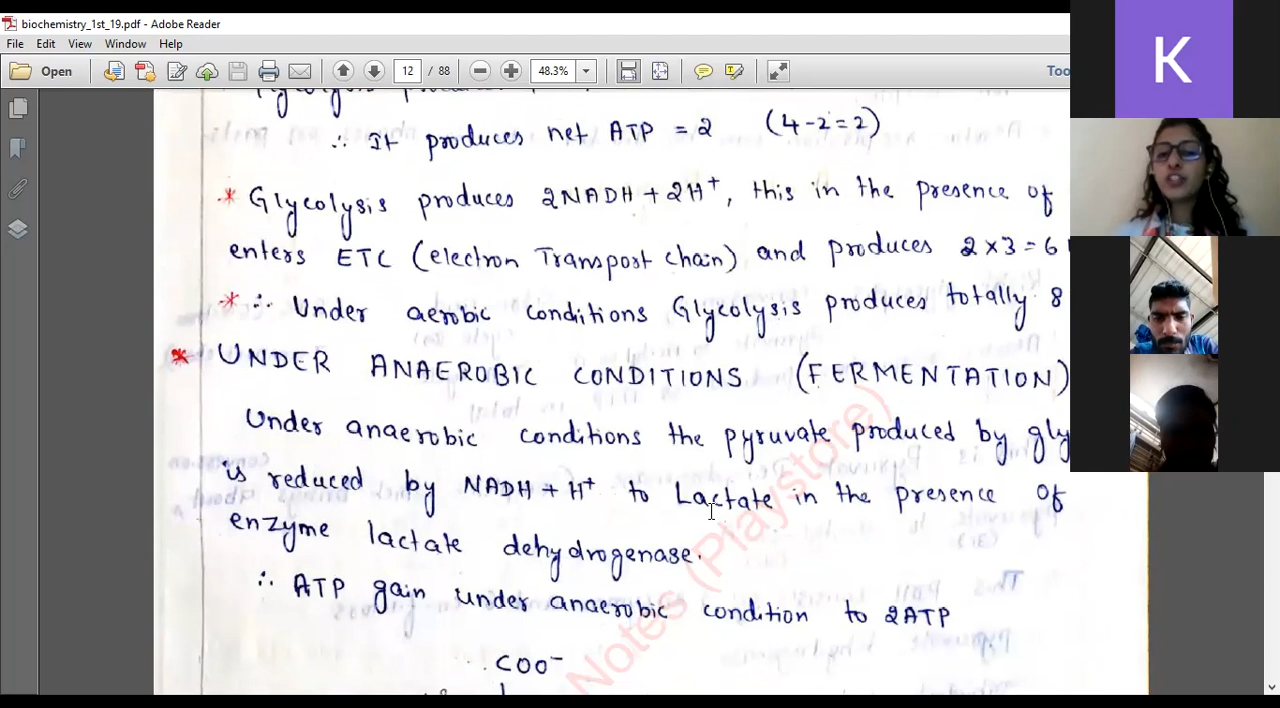 biochemistry_1st_19.pdf - Adobe Reader
File Edit View Window Help
Open 12 / 88 48.3% Too
K
∴ It produces net ATP = 2 (4-2=2)
* Glycolysis produces 2NADH + 2H⁺, this in the presence of
enters ETC (electron Transport chain) and produces 2 x 3 = 6
* ∴ Under aerobic conditions Glycolysis produces totally 8
* UNDER ANAEROBIC CONDITIONS (FERMENTATION)
Under anaerobic conditions the pyruvate produced by gly
is reduced by NADH + H⁺ to Lactate in the presence of
enzyme lactate dehydrogenase.
∴ ATP gain under anaerobic condition to 2ATP
COO⁻
Notes (Playstore)